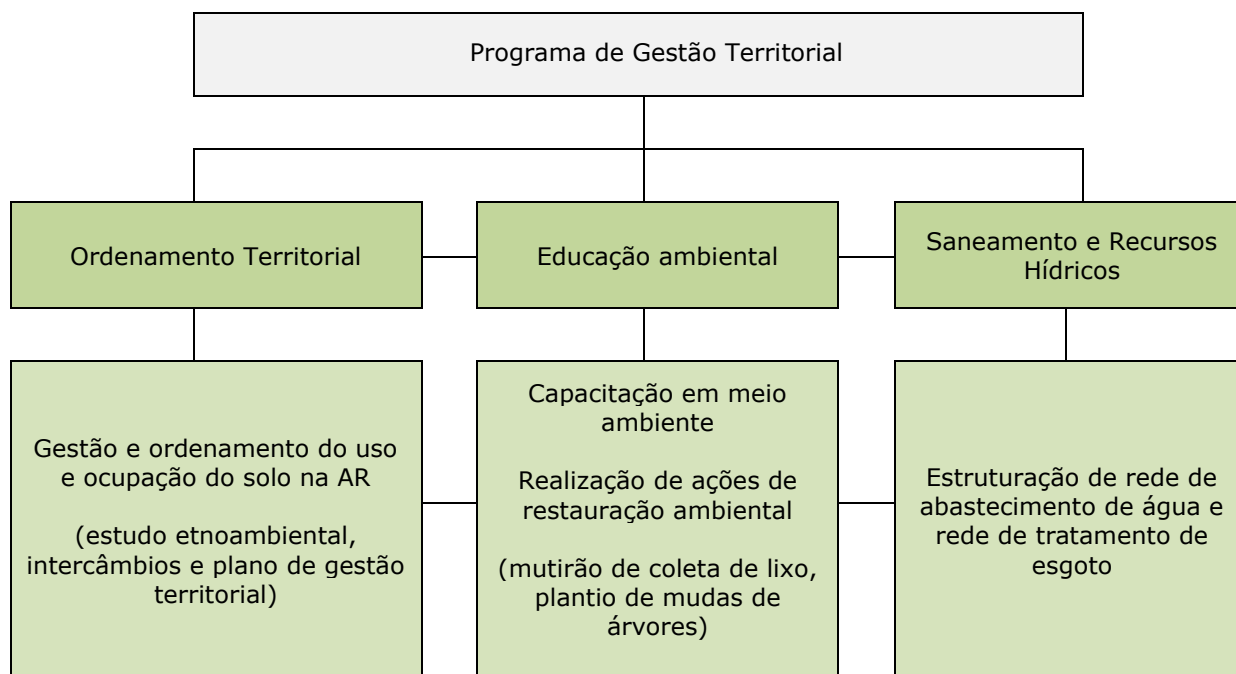 Programa de Gestão Territorial
Ordenamento Territorial
Educação ambiental
Saneamento e Recursos
Hídricos
Gestão e ordenamento do uso
e ocupação do solo na AR
(estudo etnoambiental,
intercâmbios e plano de gestão
territorial)
Capacitação em meio
ambiente
Realização de ações de
restauração ambiental
(mutirão de coleta de lixo,
plantio de mudas de
árvores)
Estruturação de rede de
abastecimento de água e
rede de tratamento de
esgoto